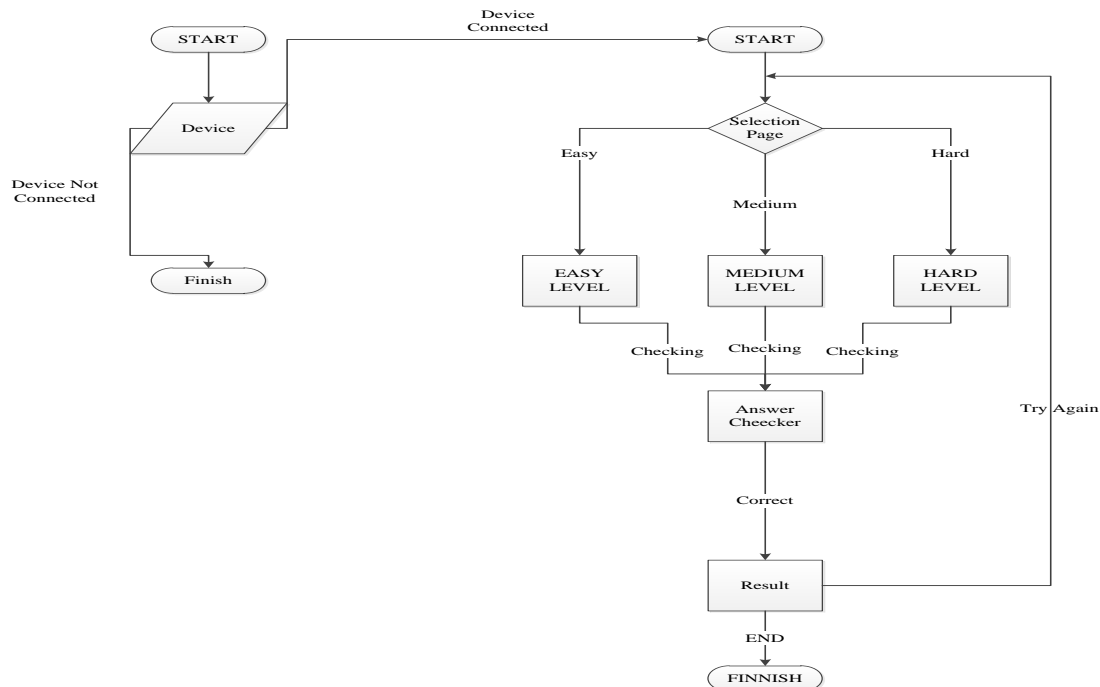 Device
Connected
START
START
Device
Selection
Page
Easy
Hard
Device Not
Connected
Medium
Finish
EASY
LEVEL
MEDIUM
LEVEL
HARD
LEVEL
Checking
Checking
Checking
Answer
Cheecker
Try Again
Correct
Result
END
FINNISH